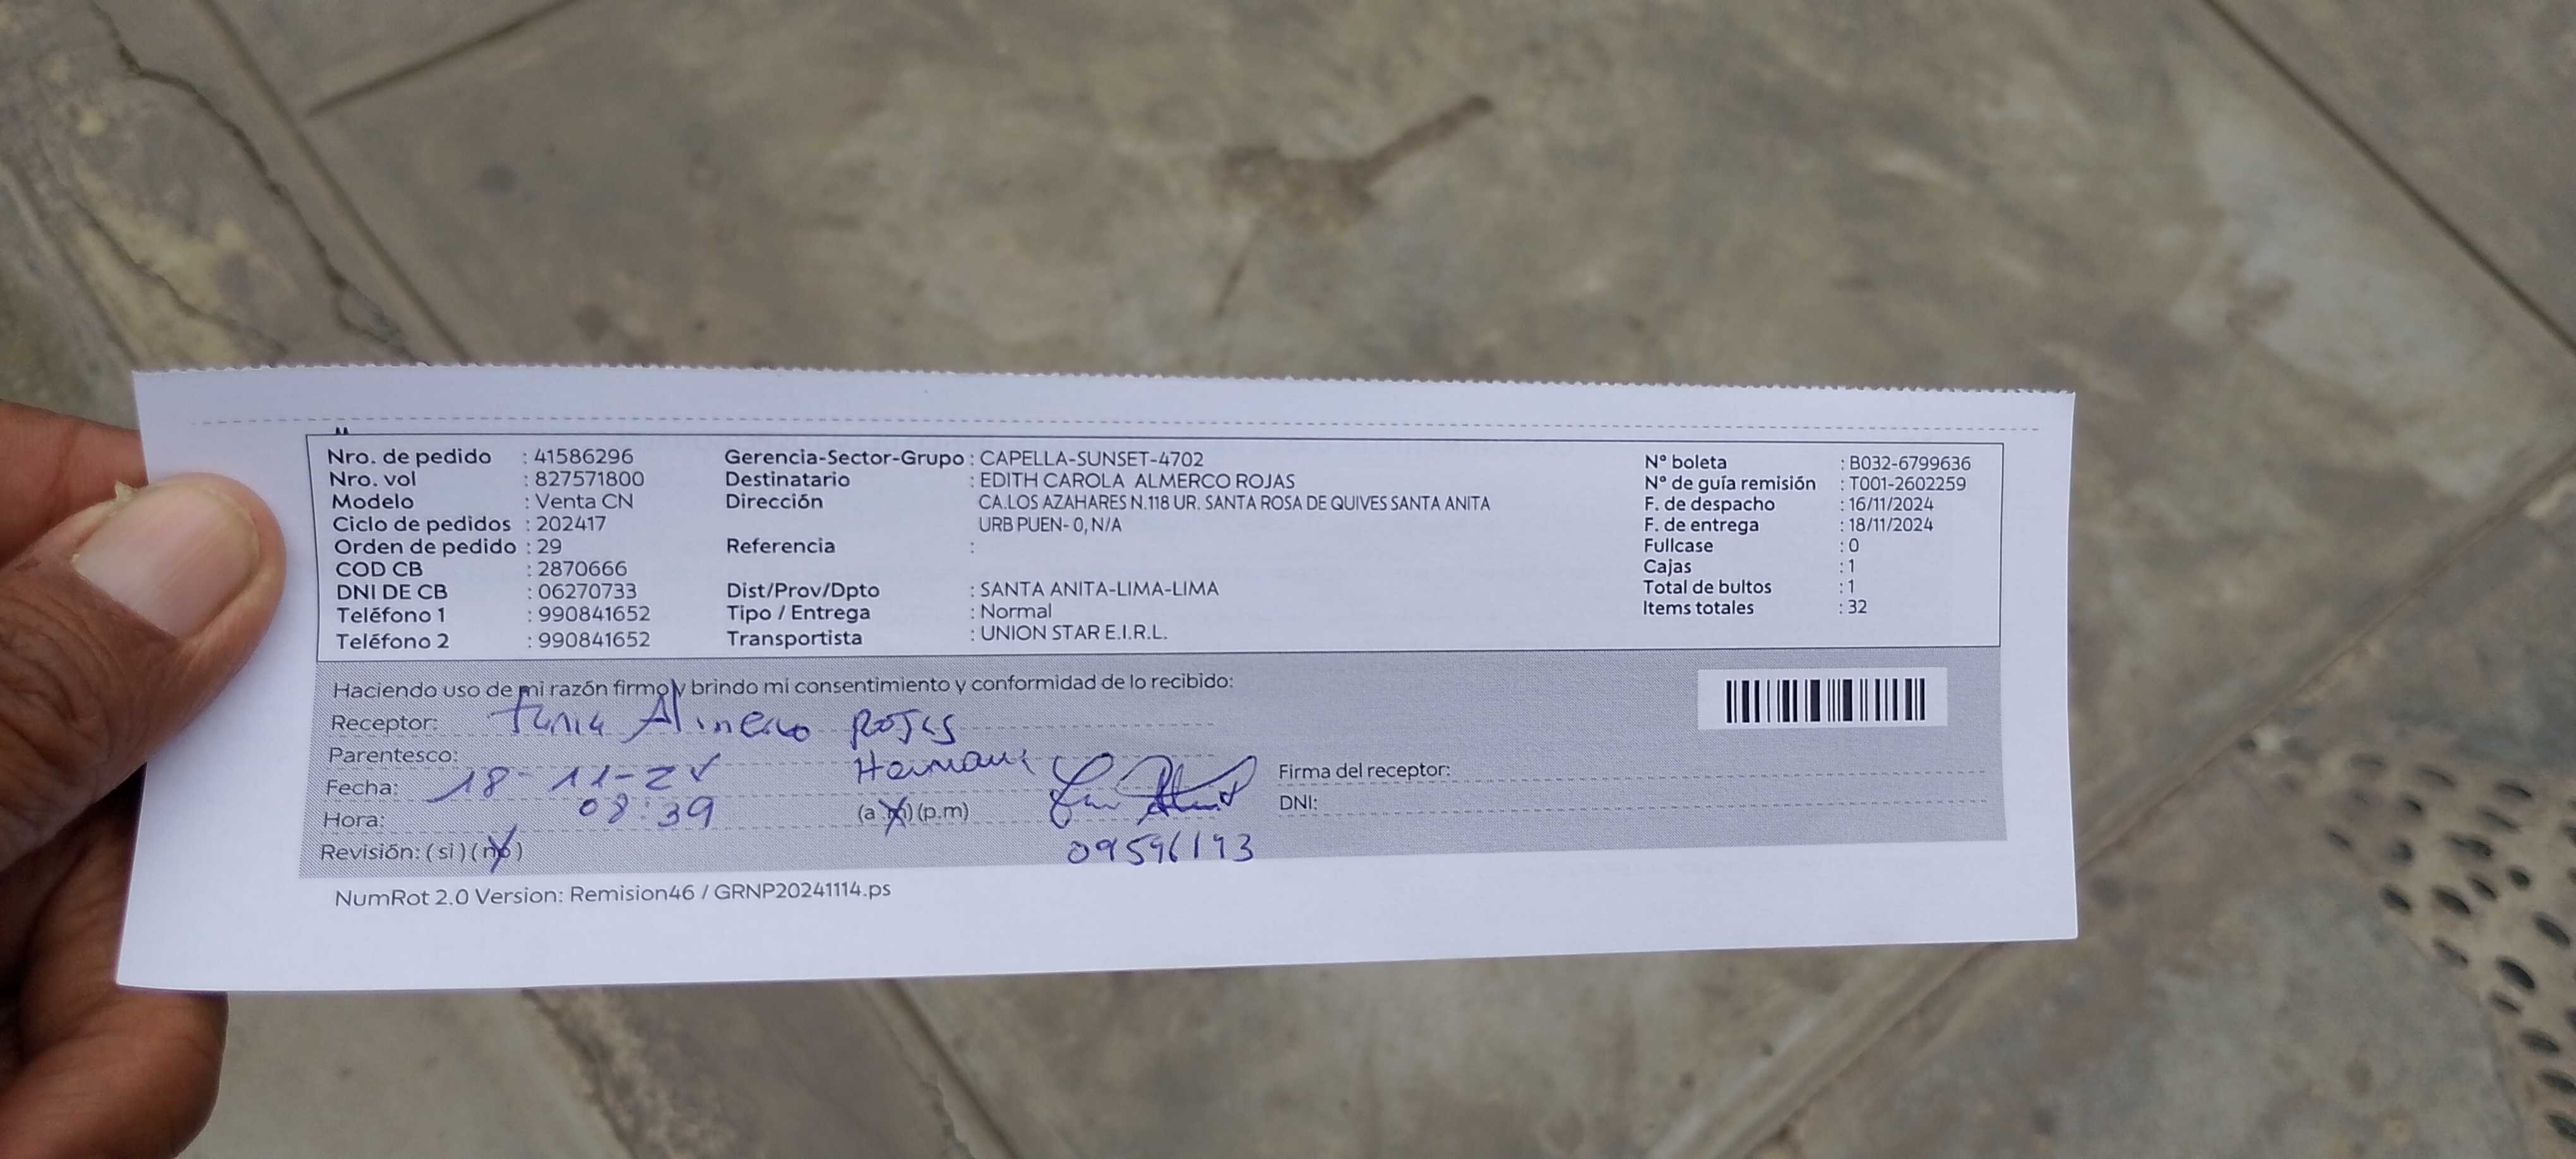 Nro. de pedido : 41586296
Nro. vol : 827571800
Modelo : Venta CN
Ciclo de pedidos : 202417
Orden de pedido : 29
COD CB : 2870666
DNI DE CB : 06270733
Teléfono 1 : 990841652
Teléfono 2 : 990841652
Gerencia-Sector-Grupo : CAPELLA-SUNSET-4702
Destinatario : EDITH CAROLA ALMERCO ROJAS
Dirección CA.LOS AZAHARES N.118 UR. SANTA ROSA DE QUIVES SANTA ANITA
URB PUEN- 0, N/A
Referencia :
Dist/Prov/Dpto : SANTA ANITA-LIMA-LIMA
Tipo / Entrega : Normal
Transportista : UNION STAR E.I.R.L.
N° boleta : B032-6799636
N° de guía remisión : T001-2602259
F. de despacho : 16/11/2024
F. de entrega : 18/11/2024
Fullcase : 0
Cajas : 1
Total de bultos : 1
Items totales : 32
Haciendo uso de mi razón firmo y brindo mi consentimiento y conformidad de lo recibido:
Receptor: Tania Almerco Rojas
Parentesco: Hermana
Fecha: 18-11-24
Hora: 08:39 (a.m) (p.m)
Revisión: (si) (no)
Firma del receptor:
DNI:
09596193
NumRot 2.0 Version: Remision46 / GRNP20241114.ps